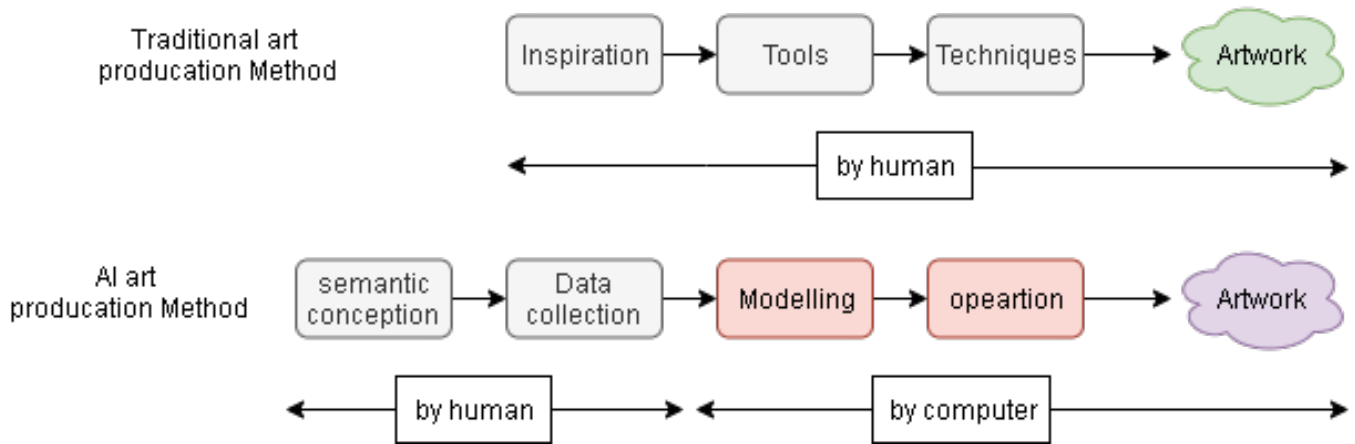 Traditional art
producation Method
Inspiration
Tools
Techniques
Artwork
by human
AI art
producation Method
semantic
conception
Data
collection
Modelling
opeartion
Artwork
by human
by computer